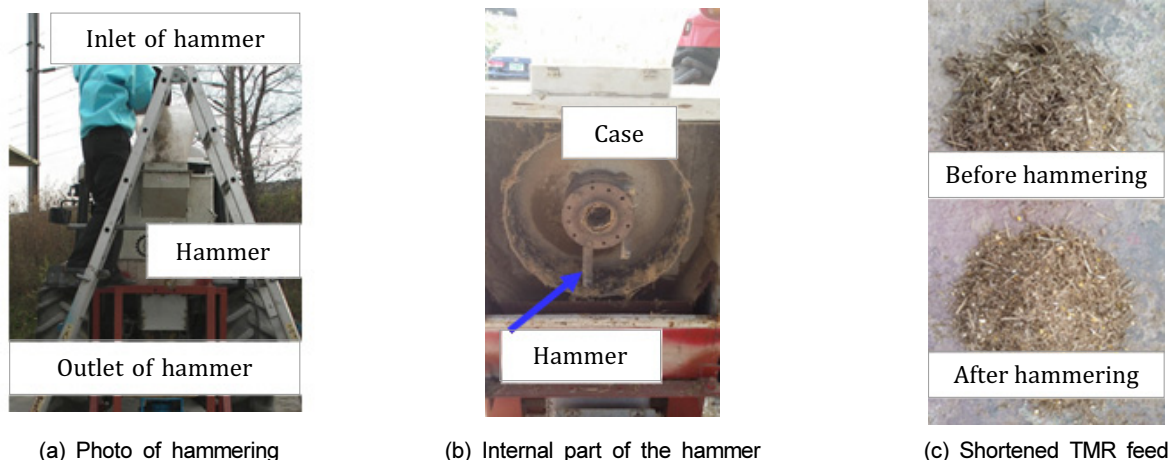 Inlet of hammer
Hammer
Outlet of hammer
(a) Photo of hammering
Case
Hammer
(b) Internal part of the hammer
Before hammering
After hammering
(c) Shortened TMR feed